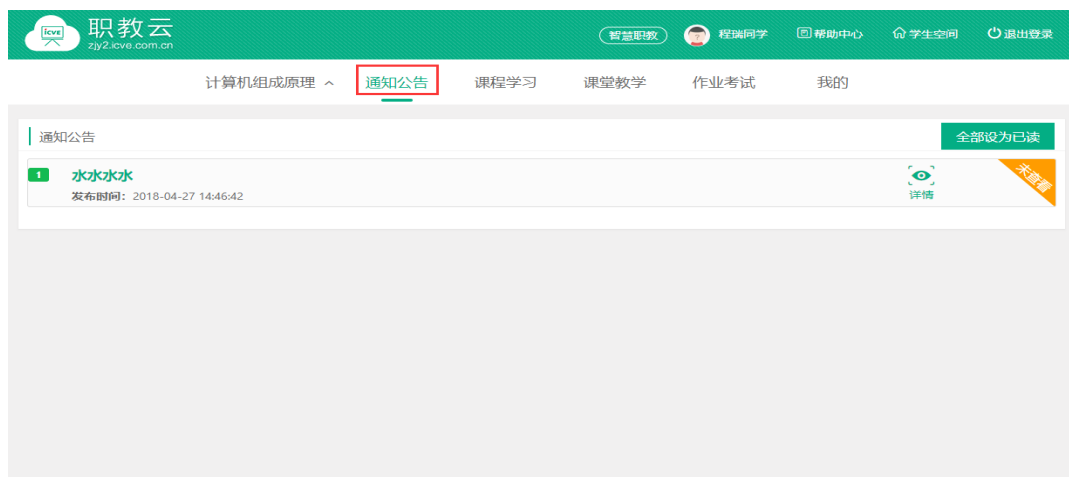 icve 职教云 智慧职教 程瑞同学 帮助中心 学生空间 退出登录
zjy2.icve.com.cn
计算机组成原理 通知公告 课程学习 课堂教学 作业考试 我的
通知公告 全部设为已读
1 水水水水 未查看
发布时间：2018-04-27 14:46:42 详情